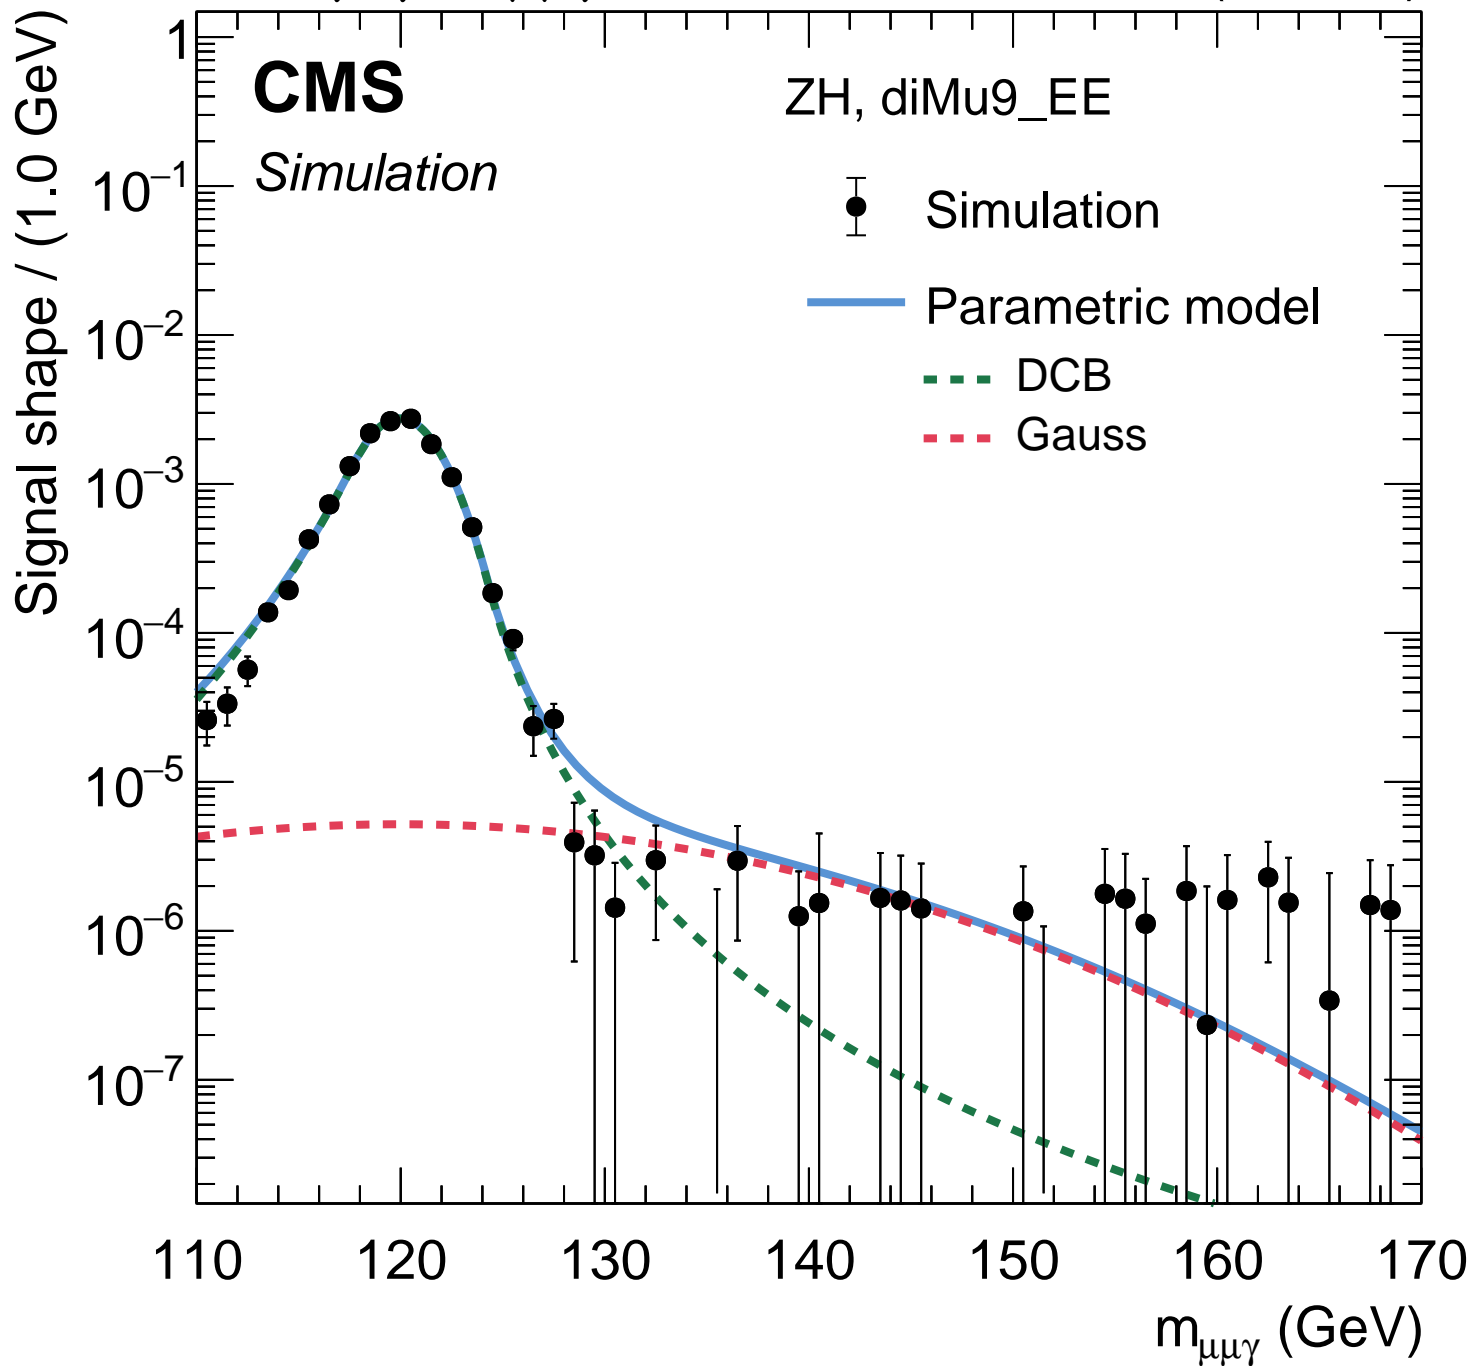 CMS
Simulation
ZH, diMu9_EE
Simulation
Parametric model
DCB
Gauss
Signal shape / (1.0 GeV)
1
10⁻¹
10⁻²
10⁻³
10⁻⁴
10⁻⁵
10⁻⁶
10⁻⁷
110 120 130 140 150 160 170
m_μμγ (GeV)